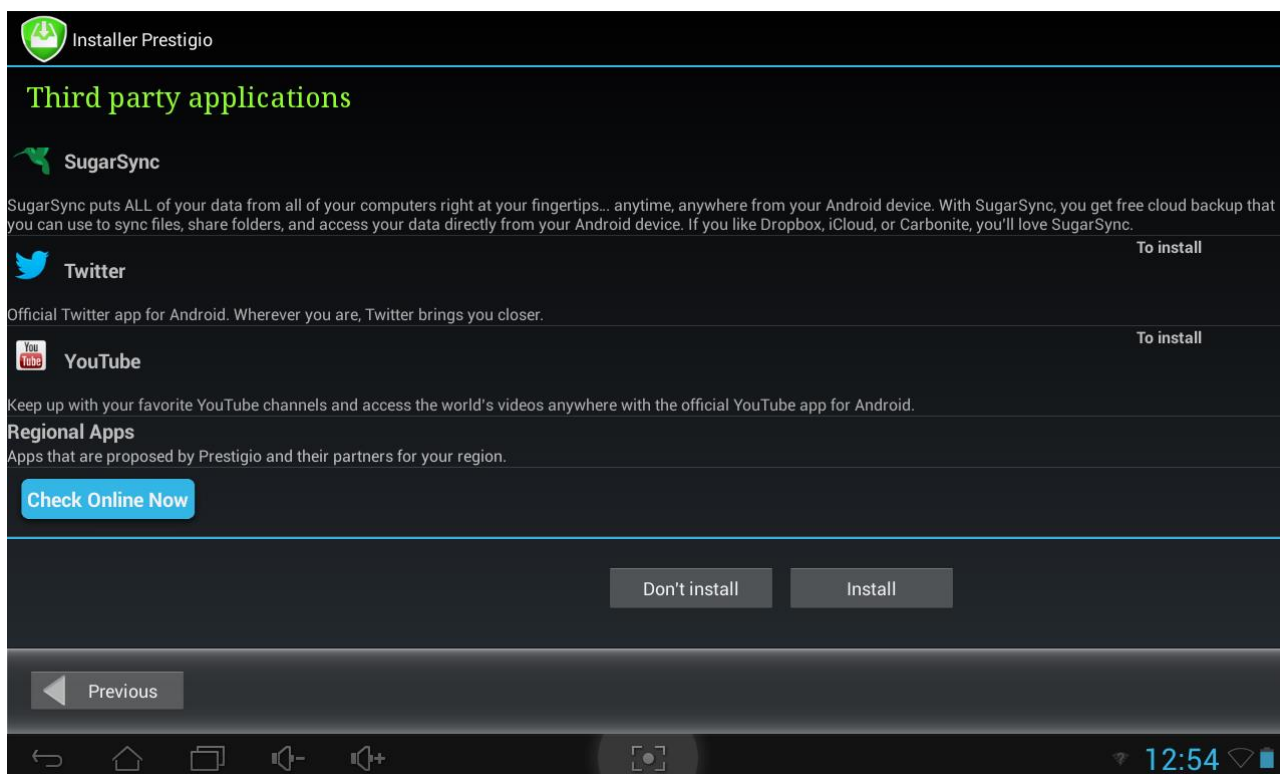 Installer Prestigio
Third party applications
SugarSync
SugarSync puts ALL of your data from all of your computers right at your fingertips... anytime, anywhere from your Android device. With SugarSync, you get free cloud backup that
you can use to sync files, share folders, and access your data directly from your Android device. If you like Dropbox, iCloud, or Carbonite, you'll love SugarSync.
To install
Twitter
Official Twitter app for Android. Wherever you are, Twitter brings you closer.
To install
You
Tube
YouTube
Keep up with your favorite YouTube channels and access the world's videos anywhere with the official YouTube app for Android.
Regional Apps
Apps that are proposed by Prestigio and their partners for your region.
Check Online Now
Don't install
Install
Previous
12:54